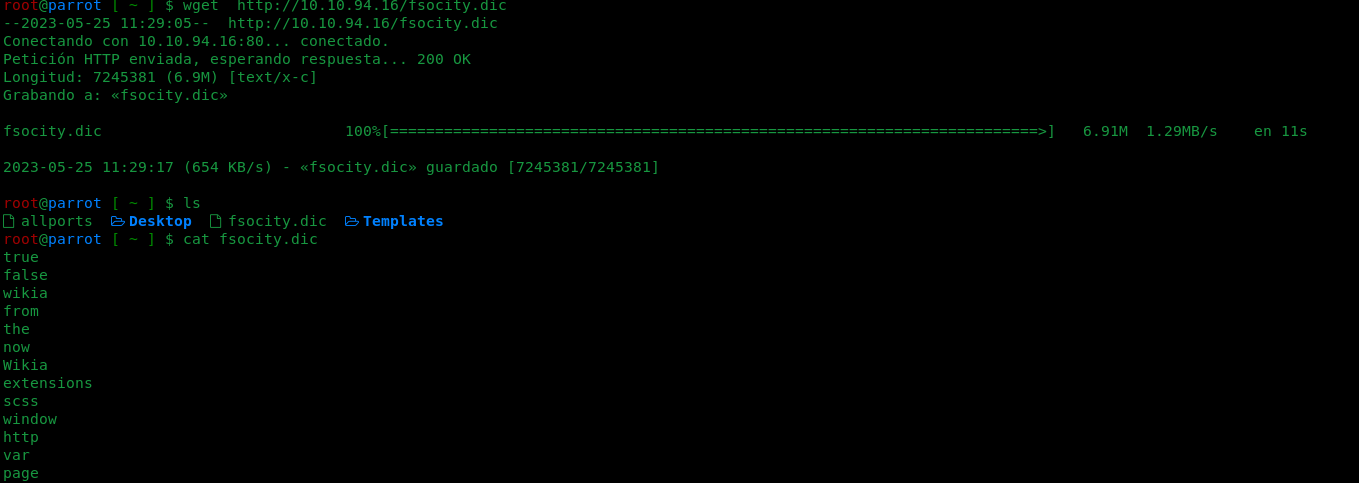 root@parrot [ ~ ] $ wget  http://10.10.94.16/fsocity.dic
--2023-05-25 11:29:05--  http://10.10.94.16/fsocity.dic
Conectando con 10.10.94.16:80... conectado.
Petición HTTP enviada, esperando respuesta... 200 OK
Longitud: 7245381 (6.9M) [text/x-c]
Grabando a: «fsocity.dic»
fsocity.dic                           100%[========================================================================>]   6.91M  1.29MB/s    en 11s
2023-05-25 11:29:17 (654 KB/s) - «fsocity.dic» guardado [7245381/7245381]
root@parrot [ ~ ] $ ls
allports  Desktop  fsocity.dic  Templates
root@parrot [ ~ ] $ cat fsocity.dic
true
false
wikia
from
the
now
Wikia
extensions
scss
window
http
var
page